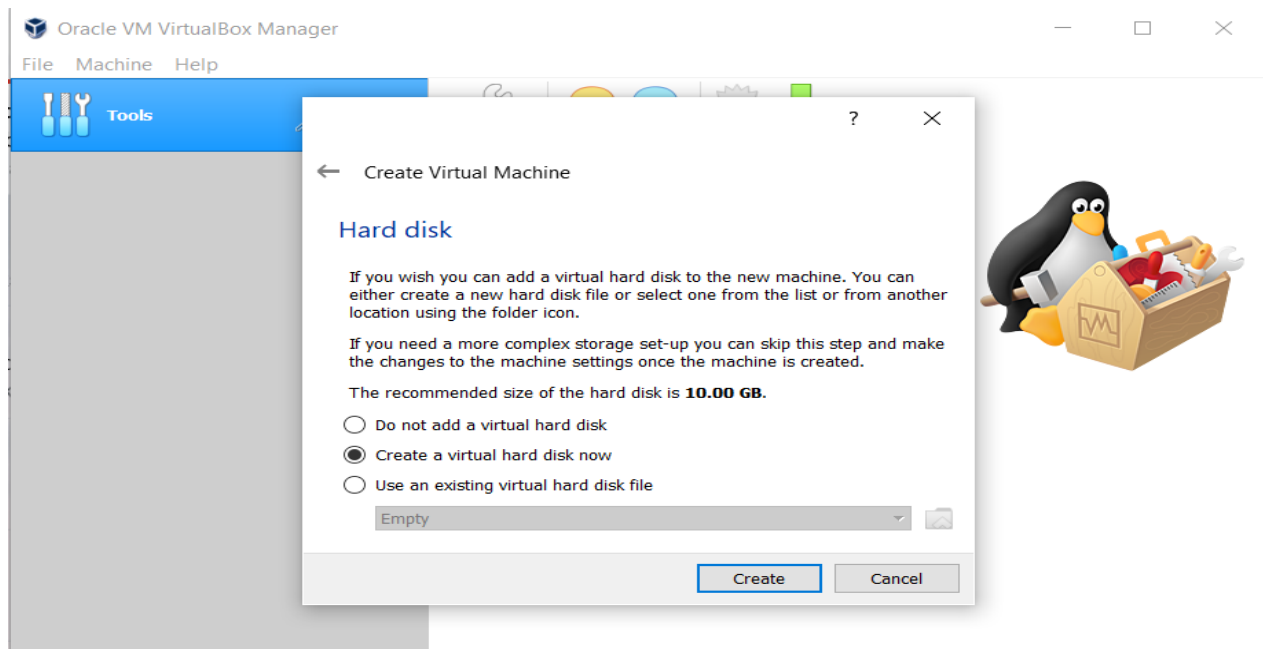 Oracle VM VirtualBox Manager
File Machine Help
Tools
?
Create Virtual Machine
Hard disk
If you wish you can add a virtual hard disk to the new machine. You can
either create a new hard disk file or select one from the list or from another
location using the folder icon.
If you need a more complex storage set-up you can skip this step and make
the changes to the machine settings once the machine is created.
The recommended size of the hard disk is 10.00 GB.
Do not add a virtual hard disk
Create a virtual hard disk now
Use an existing virtual hard disk file
Empty
Create Cancel